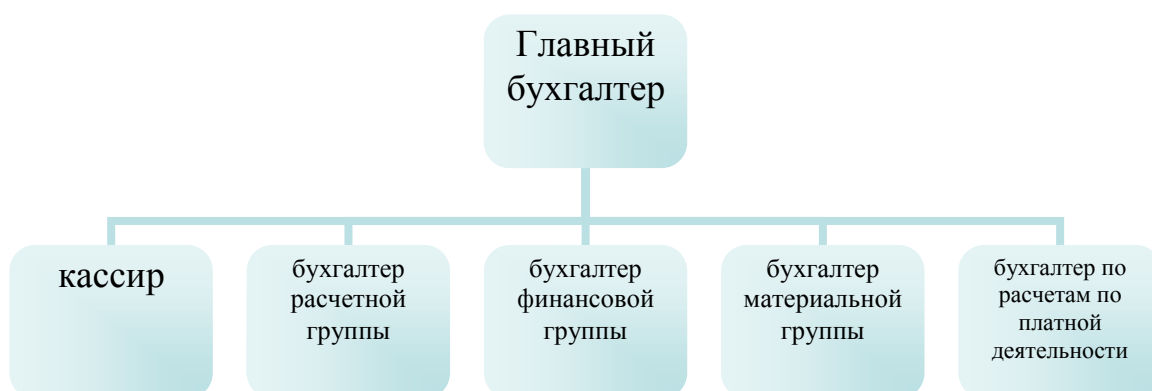 Главный
бухгалтер
кассир
бухгалтер
расчетной
группы
бухгалтер
финансовой
группы
бухгалтер
материальной
группы
бухгалтер по
расчетам по
платной
деятельности